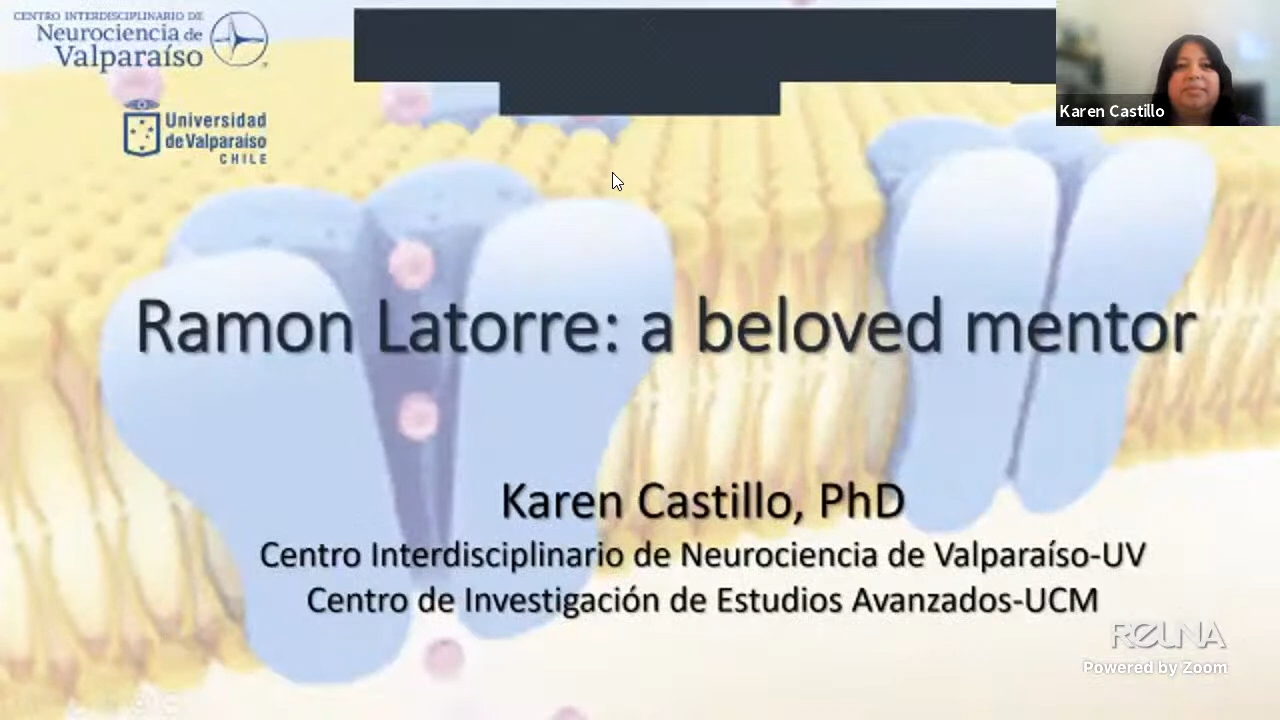 CENTRO INTERDISCIPLINARIO DE
Neurociencia de
Valparaíso
Universidad
de Valparaíso
CHILE
Karen Castillo
Ramon Latorre: a beloved mentor
Karen Castillo, PhD
Centro Interdisciplinario de Neurociencia de Valparaíso-UV
Centro de Investigación de Estudios Avanzados-UCM
REUNA
Powered by Zoom